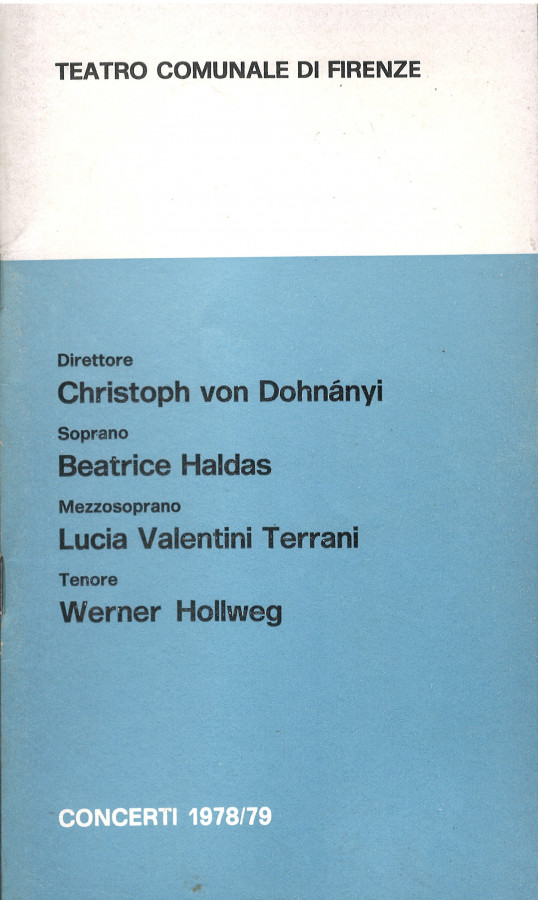 TEATRO COMUNALE DI FIRENZE
Direttore
Christoph von Dohnányi
Soprano
Beatrice Haldas
Mezzosoprano
Lucia Valentini Terrani
Tenore
Werner Hollweg
CONCERTI 1978/79